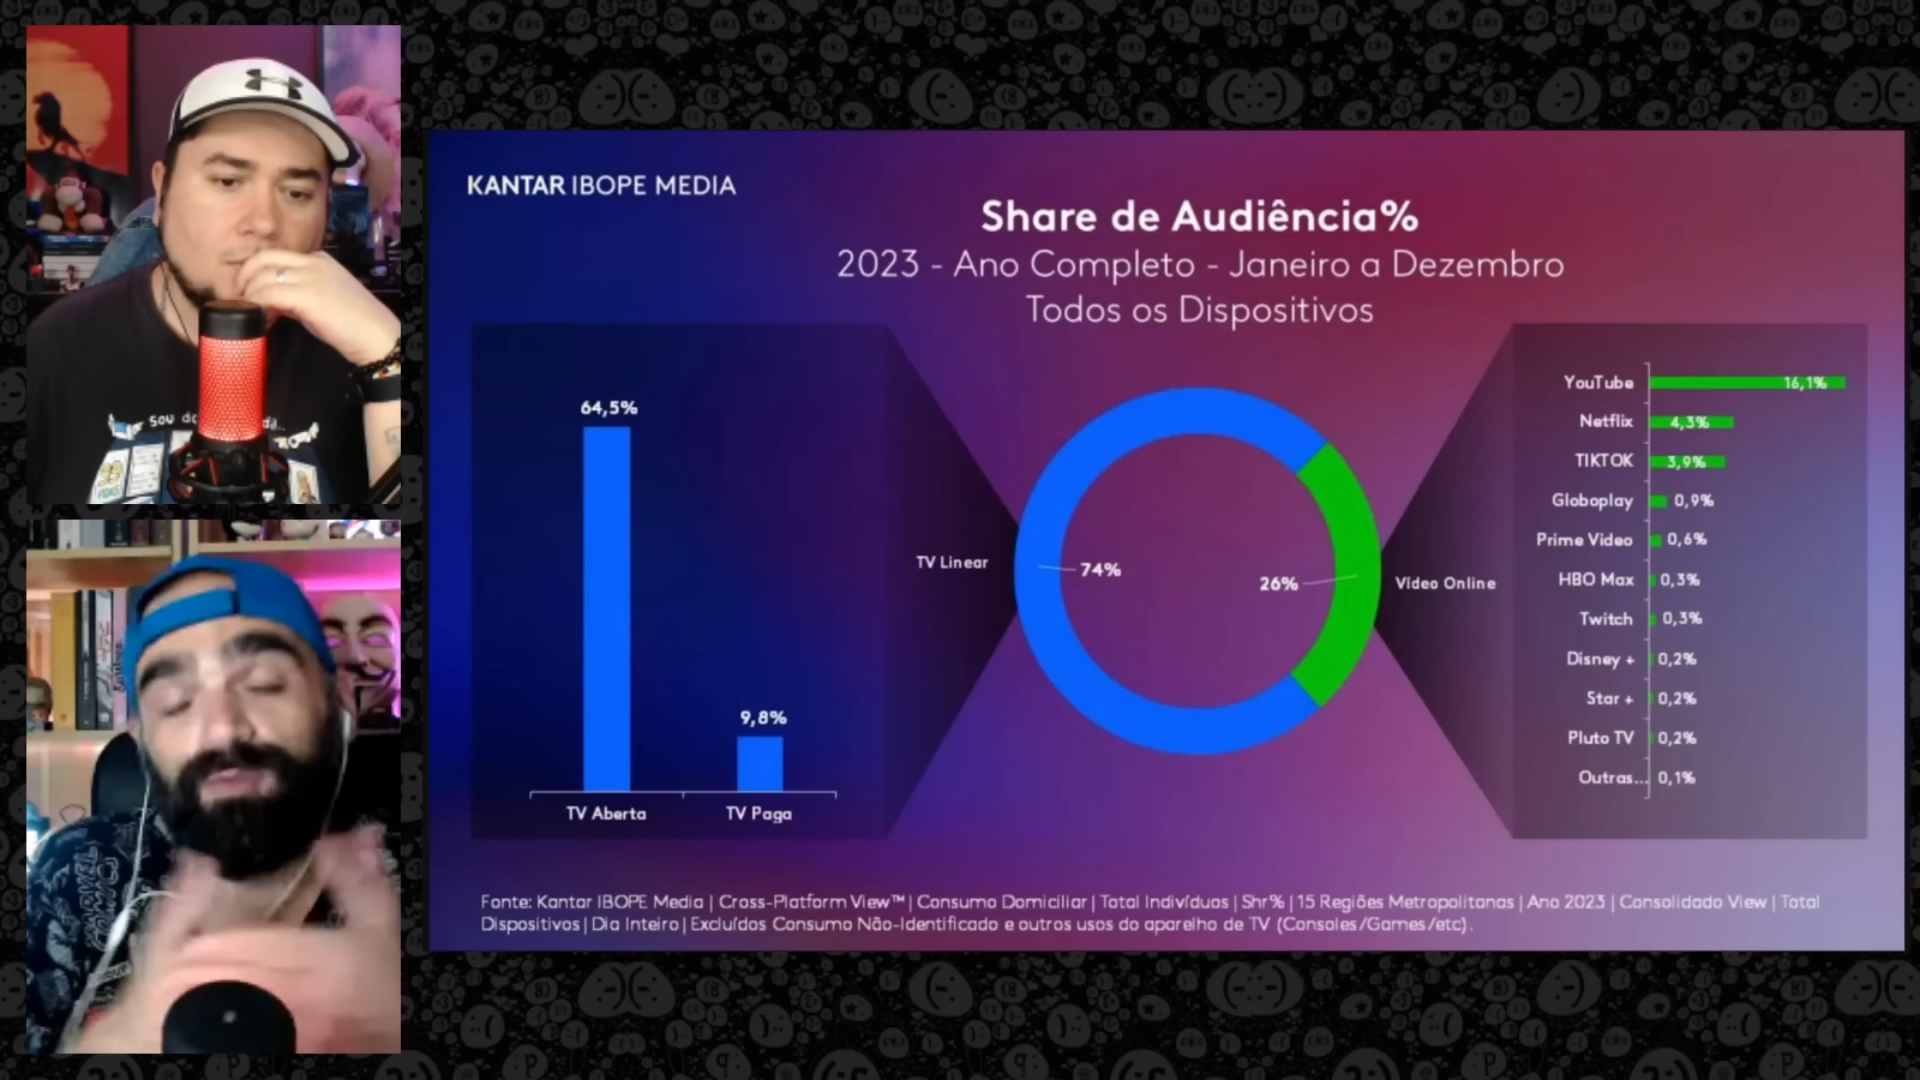 KANTAR IBOPE MEDIA
Share de Audiência%
2023 - Ano Completo - Janeiro a Dezembro
Todos os Dispositivos
64,5%
9,8%
TV Aberta
TV Paga
TV Linear
74%
26%
Vídeo Online
YouTube 16,1%
Netflix 4,3%
TIKTOK 3,9%
Globoplay 0,9%
Prime Video 0,6%
HBO Max 0,3%
Twitch 0,3%
Disney + 0,2%
Star + 0,2%
Pluto TV 0,2%
Outras... 0,1%
Fonte: Kantar IBOPE Media | Cross-Platform View™ | Consumo Domiciliar | Total Indivíduos | Shr% | 15 Regiões Metropolitanas | Ano 2023 | Consolidado View | Total
Dispositivos | Dia Inteiro | Excluídos Consumo Não-Identificado e outros usos do aparelho de TV (Consoles/Games/etc).
sou do